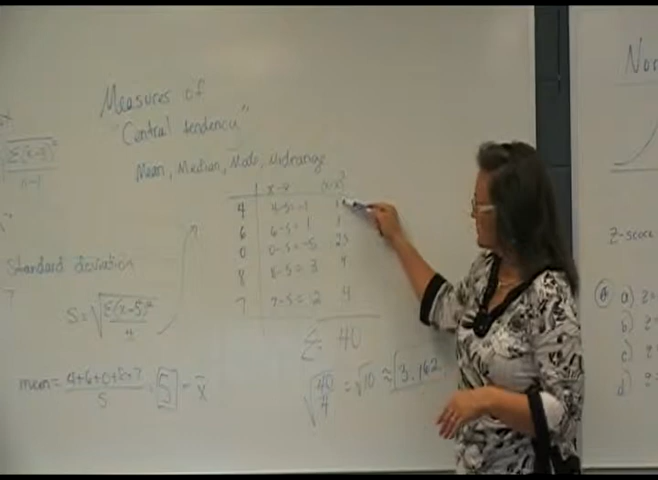 Measures of
"Central tendency"
Mean, Median, Mode, Midrange
√Σ(x-x̄)²
n-1
4 4-5=-1 1
6 6-5=1 1
0 0-5=-5 25
8 8-5=3 9
7 7-5=2 4
Σ 40
Standard deviation
S=√Σ(x-5)²
4
mean= 4+6+0+8+7 = 5 = x̄
5
√40 = √10 ≈ 3.162
4
Nor
Z-score
a) z=
b) z
c) z
d) z